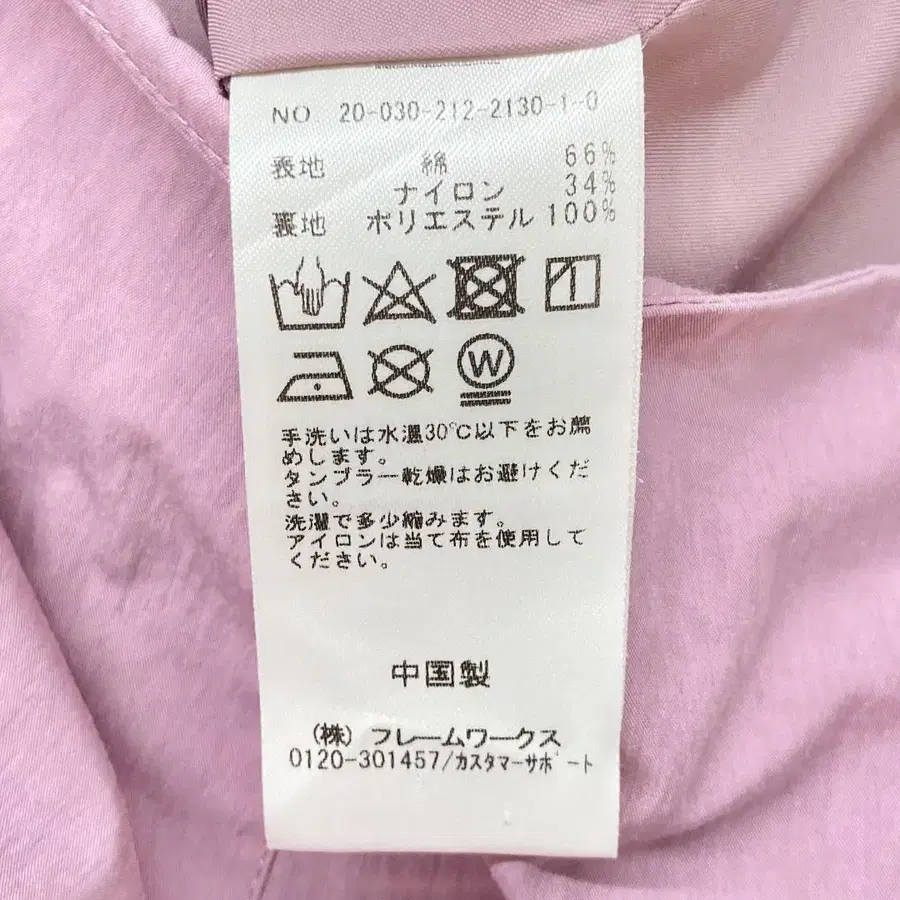 NO 20-030-212-2130-1-0
表地 綿 66%
ナイロン 34%
裏地 ポリエステル 100%
W
手洗いは水温30℃以下をお薦
めします。
タンブラー乾燥はお避けくだ
さい。
洗濯で多少縮みます。
アイロンは当て布を使用して
ください。
中国製
(株) フレームワークス
0120-301457/カスタマーサポート